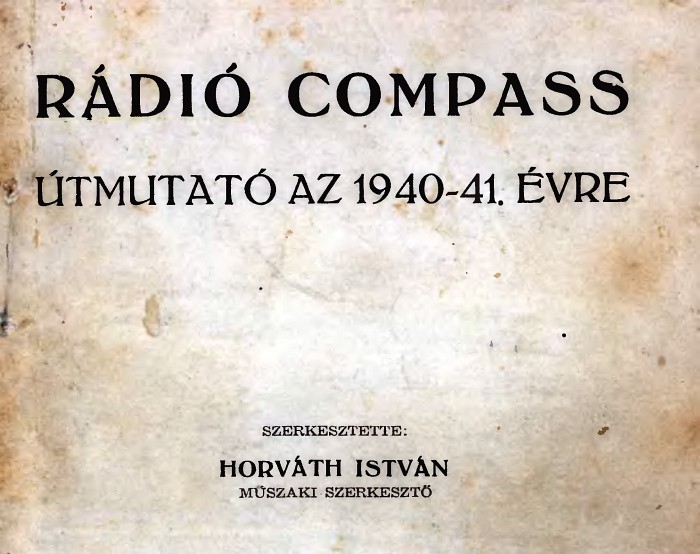 RÁDIÓ COMPASS
ÚTMUTATÓ AZ 1940-41. ÉVRE
SZERKESZTETTE:
HORVÁTH ISTVÁN
MŰSZAKI SZERKESZTŐ